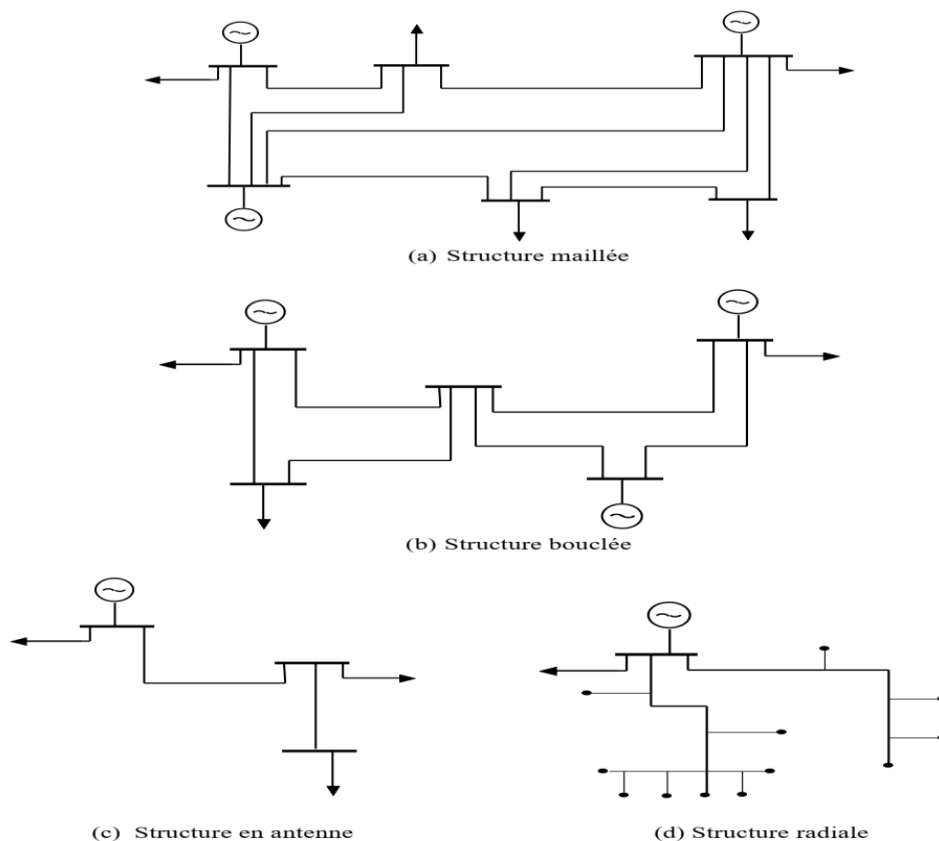 (a) Structure maillée
(b) Structure bouclée
(c) Structure en antenne
(d) Structure radiale